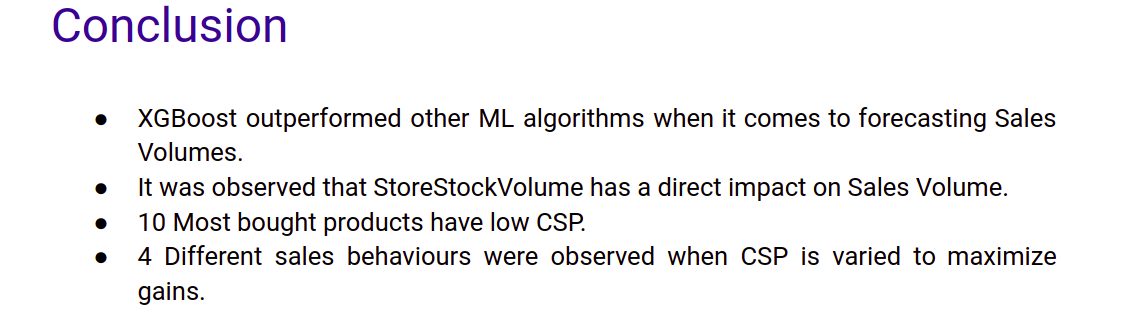 Conclusion
● XGBoost outperformed other ML algorithms when it comes to forecasting Sales
Volumes.
● It was observed that StoreStockVolume has a direct impact on Sales Volume.
● 10 Most bought products have low CSP.
● 4 Different sales behaviours were observed when CSP is varied to maximize
gains.